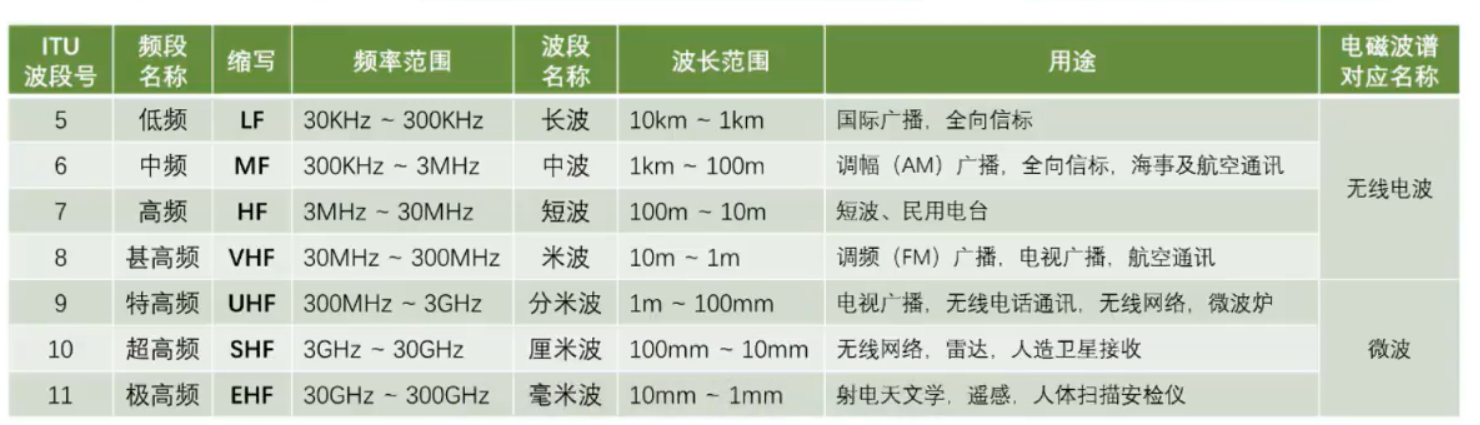 ITU 波段号 频段名称 缩写 频率范围 波段名称 波长范围 用途 电磁波谱对应名称
5 低频 LF 30KHz ~ 300KHz 长波 10km ~ 1km 国际广播，全向信标
6 中频 MF 300KHz ~ 3MHz 中波 1km ~ 100m 调幅（AM）广播，全向信标，海事及航空通讯
7 高频 HF 3MHz ~ 30MHz 短波 100m ~ 10m 短波、民用电台
无线电波
8 甚高频 VHF 30MHz ~ 300MHz 米波 10m ~ 1m 调频（FM）广播，电视广播，航空通讯
9 特高频 UHF 300MHz ~ 3GHz 分米波 1m ~ 100mm 电视广播，无线电话通讯，无线网络，微波炉
10 超高频 SHF 3GHz ~ 30GHz 厘米波 100mm ~ 10mm 无线网络，雷达，人造卫星接收 微波
11 极高频 EHF 30GHz ~ 300GHz 毫米波 10mm ~ 1mm 射电天文学，遥感，人体扫描安检仪